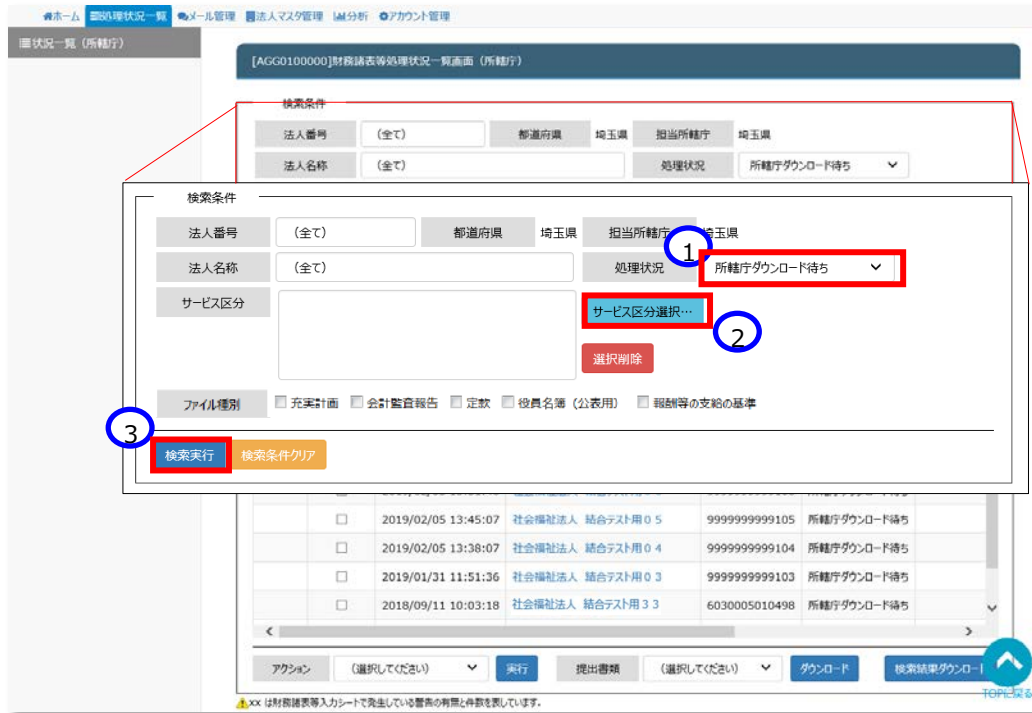 ホーム 処理状況一覧 メール管理 法人マスタ管理 分析 アカウント管理
状況一覧（所轄庁）
[AGG0100000]財務諸表等処理状況一覧画面（所轄庁）
検索条件
法人番号 (全て) 都道府県 埼玉県 担当所轄庁 埼玉県
法人名称 (全て) 処理状況 所轄庁ダウンロード待ち
検索条件
法人番号 (全て) 都道府県 埼玉県 担当所轄庁 埼玉県
1
法人名称 (全て) 処理状況 所轄庁ダウンロード待ち
サービス区分 サービス区分選択…
2
選択削除
ファイル種別 充実計画 会計監査報告 定款 役員名簿（公表用） 報酬等の支給の基準
3
検索実行 検索条件クリア
2019/02/05 13:45:07 社会福祉法人 結合テスト用０５ 9999999999105 所轄庁ダウンロード待ち
2019/02/05 13:38:07 社会福祉法人 結合テスト用０４ 9999999999104 所轄庁ダウンロード待ち
2019/01/31 11:51:36 社会福祉法人 結合テスト用０３ 9999999999103 所轄庁ダウンロード待ち
2018/09/11 10:03:18 社会福祉法人 結合テスト用３３ 6030005010498 所轄庁ダウンロード待ち
アクション (選択してください) 実行 提出書類 (選択してください) ダウンロード 検索結果ダウンロード
TOPに戻る
xx は財務諸表等入力シートで発生している警告の有無と件数を表しています。